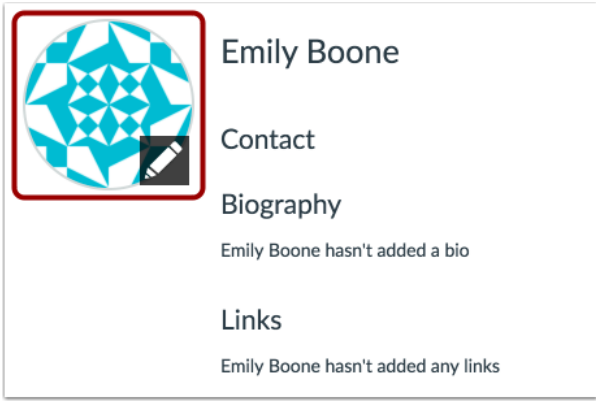 Emily Boone
Contact
Biography
Emily Boone hasn't added a bio
Links
Emily Boone hasn't added any links